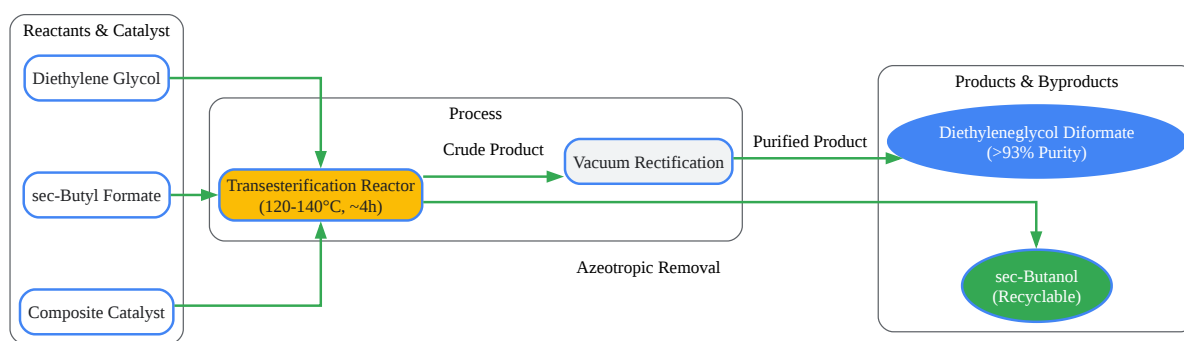 Reactants & Catalyst
Diethylene Glycol
sec-Butyl Formate
Composite Catalyst
Process
Transesterification Reactor
(120-140°C, ~4h)
Crude Product
Vacuum Rectification
Purified Product
Azeotropic Removal
Products & Byproducts
Diethyleneglycol Diformate
(>93% Purity)
sec-Butanol
(Recyclable)